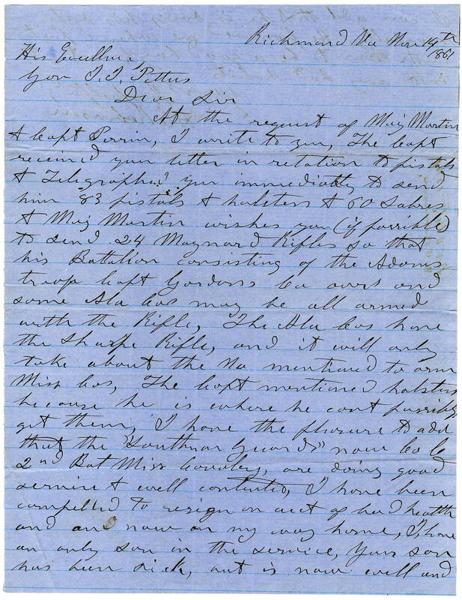 Richmond Va Nov 19th
1861
His Excellency
Gov J. J. Pettus
Dear Sir
At the request of Maj Martin
& Capt Perrin, I write to you, The Capt
received your letter in relation to pistols
& Telegraphed you immediately to send
him 83 pistols & holsters & 60 Sabres
& Maj Martin wishes you (if possible)
to send 24 Maynard Rifles so that
his Battalion consisting of the Adams
troop Capt Gordons Co ours and
some Ala Cos may be all armed
with the Rifle, The Ala Cos have
the Sharpe Rifle, and it will only
take about the No mentioned to arm
Miss Cos, The Capt mentioned holsters
because he is where he cant possibly
get them, I have the pleasure to add
that the "Southern Guards" now Co
2nd Bat Miss Cavalry, are doing good
service & well contented, I have been
compelled to resign on act of bad health
and am now on my way home, I have
an only son in the service, Your son
has been sick, but is now well and